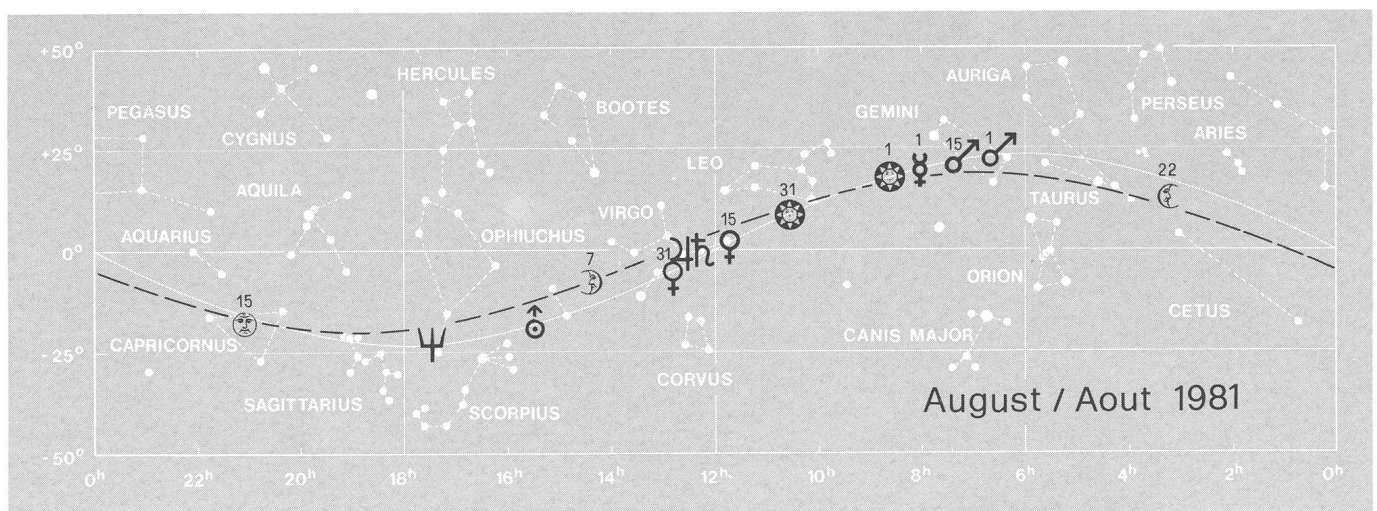 +50°
HERCULES
AURIGA
PEGASUS
BOOTES
GEMINI
PERSEUS
CYGNUS
ARIES
+25°
1
1
15
1
LEO
22
AQUILA
31
TAURUS
VIRGO
15
AQUARIUS
OPHIUCHUS
0°
31
7
ORION
15
CETUS
CAPRICORNUS
CANIS MAJOR
-25°
CORVUS
SAGITTARIUS
SCORPIUS
August / Aout 1981
-50°
0h 22h 20h 18h 16h 14h 12h 10h 8h 6h 4h 2h 0h